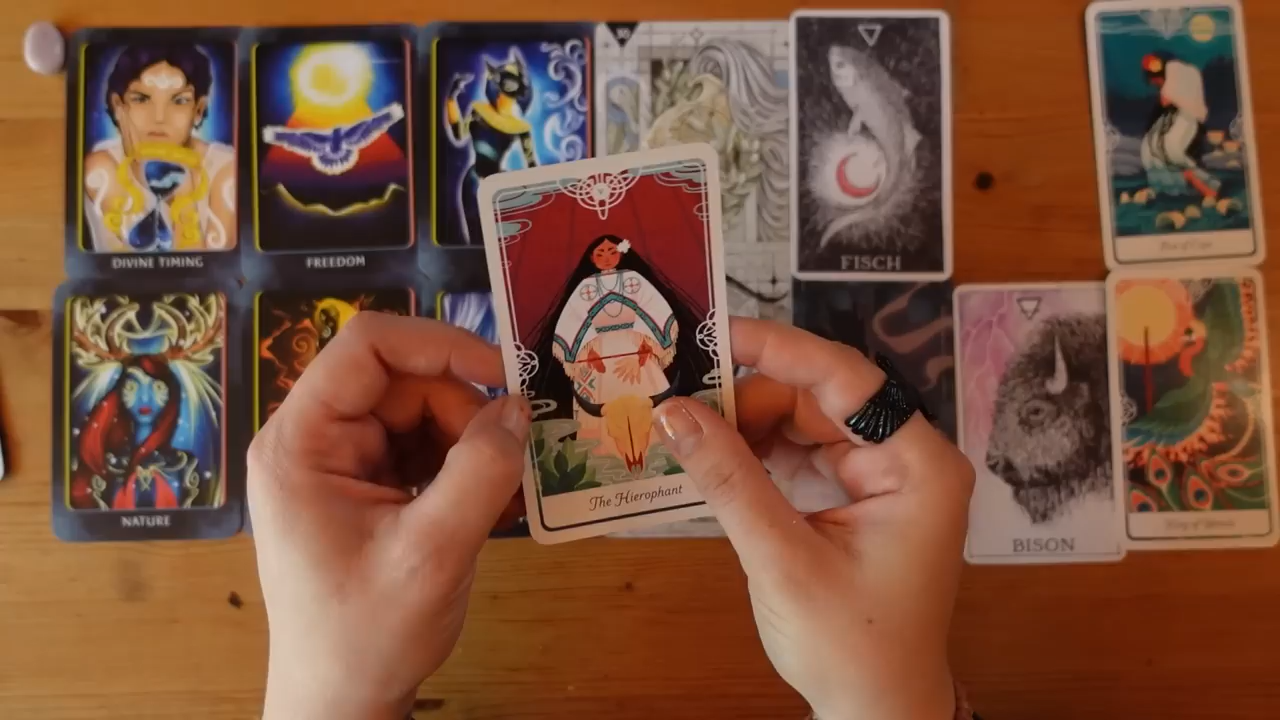 DIVINE TIMING
FREEDOM
FISCH
NATURE
The Hierophant
BISON